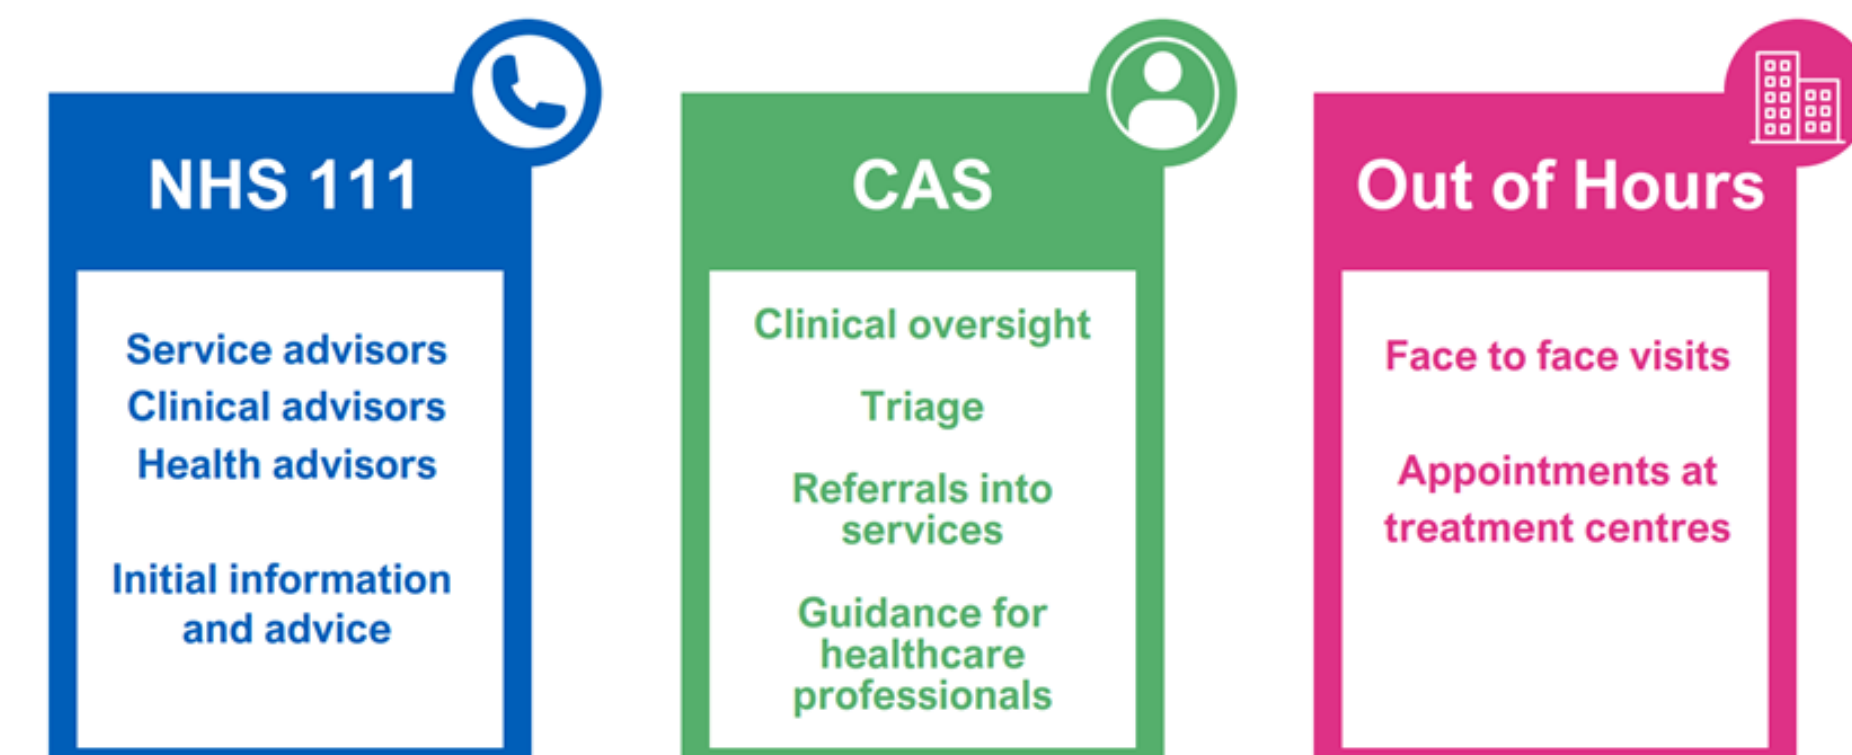 NHS 111
Service advisors
Clinical advisors
Health advisors
Initial information
and advice
CAS
Clinical oversight
Triage
Referrals into
services
Guidance for
healthcare
professionals
Out of Hours
Face to face visits
Appointments at
treatment centres